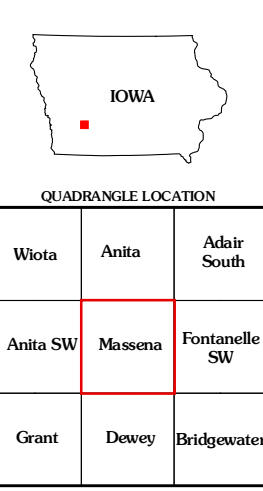 IOWA
QUADRANGLE LOCATION
Wiota
Anita
Adair
South
Anita SW
Massena
Fontanelle
SW
Grant
Dewey
Bridgewater